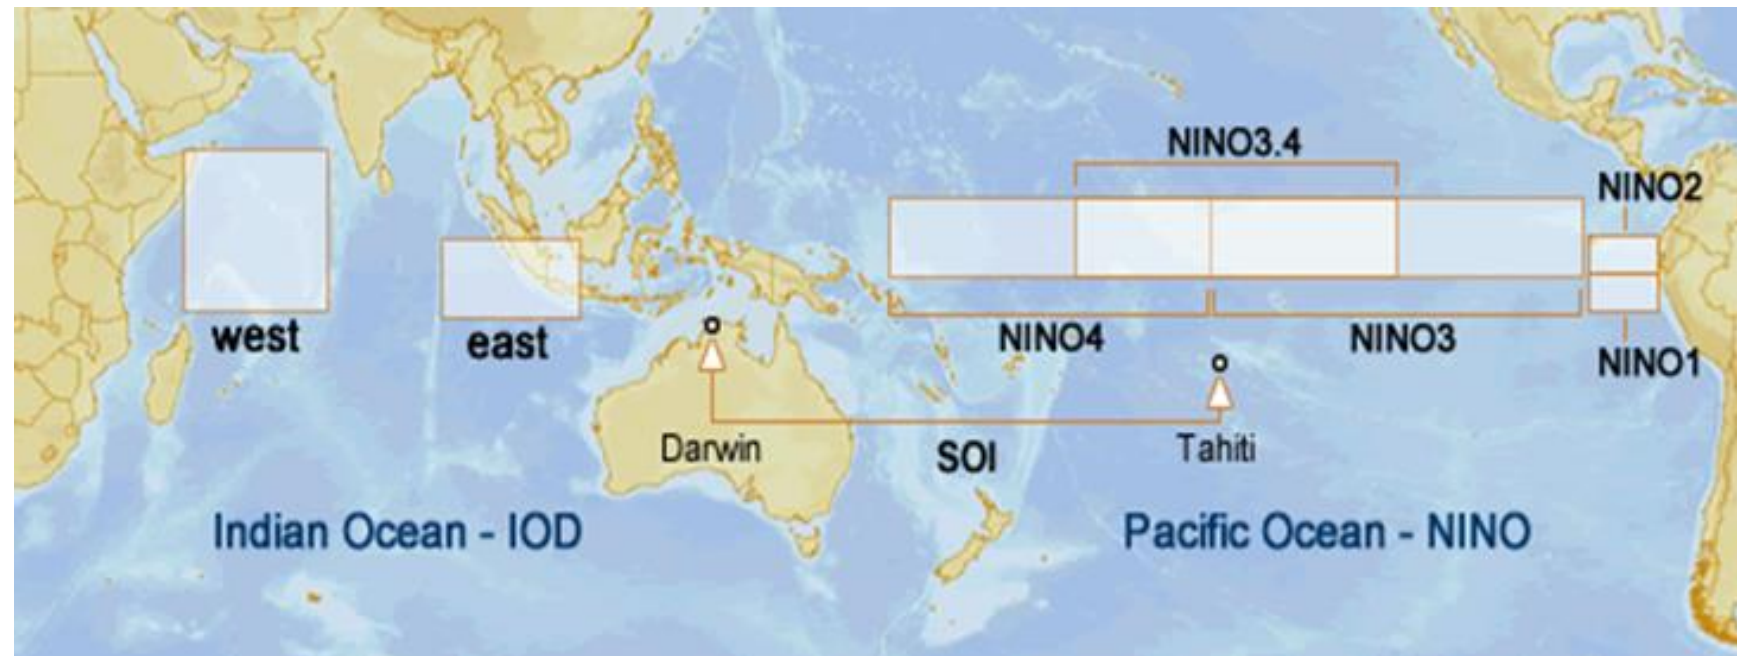 NINO3.4
NINO2
west
east
NINO4
NINO3
NINO1
Darwin
SOI
Tahiti
Indian Ocean - IOD
Pacific Ocean - NINO